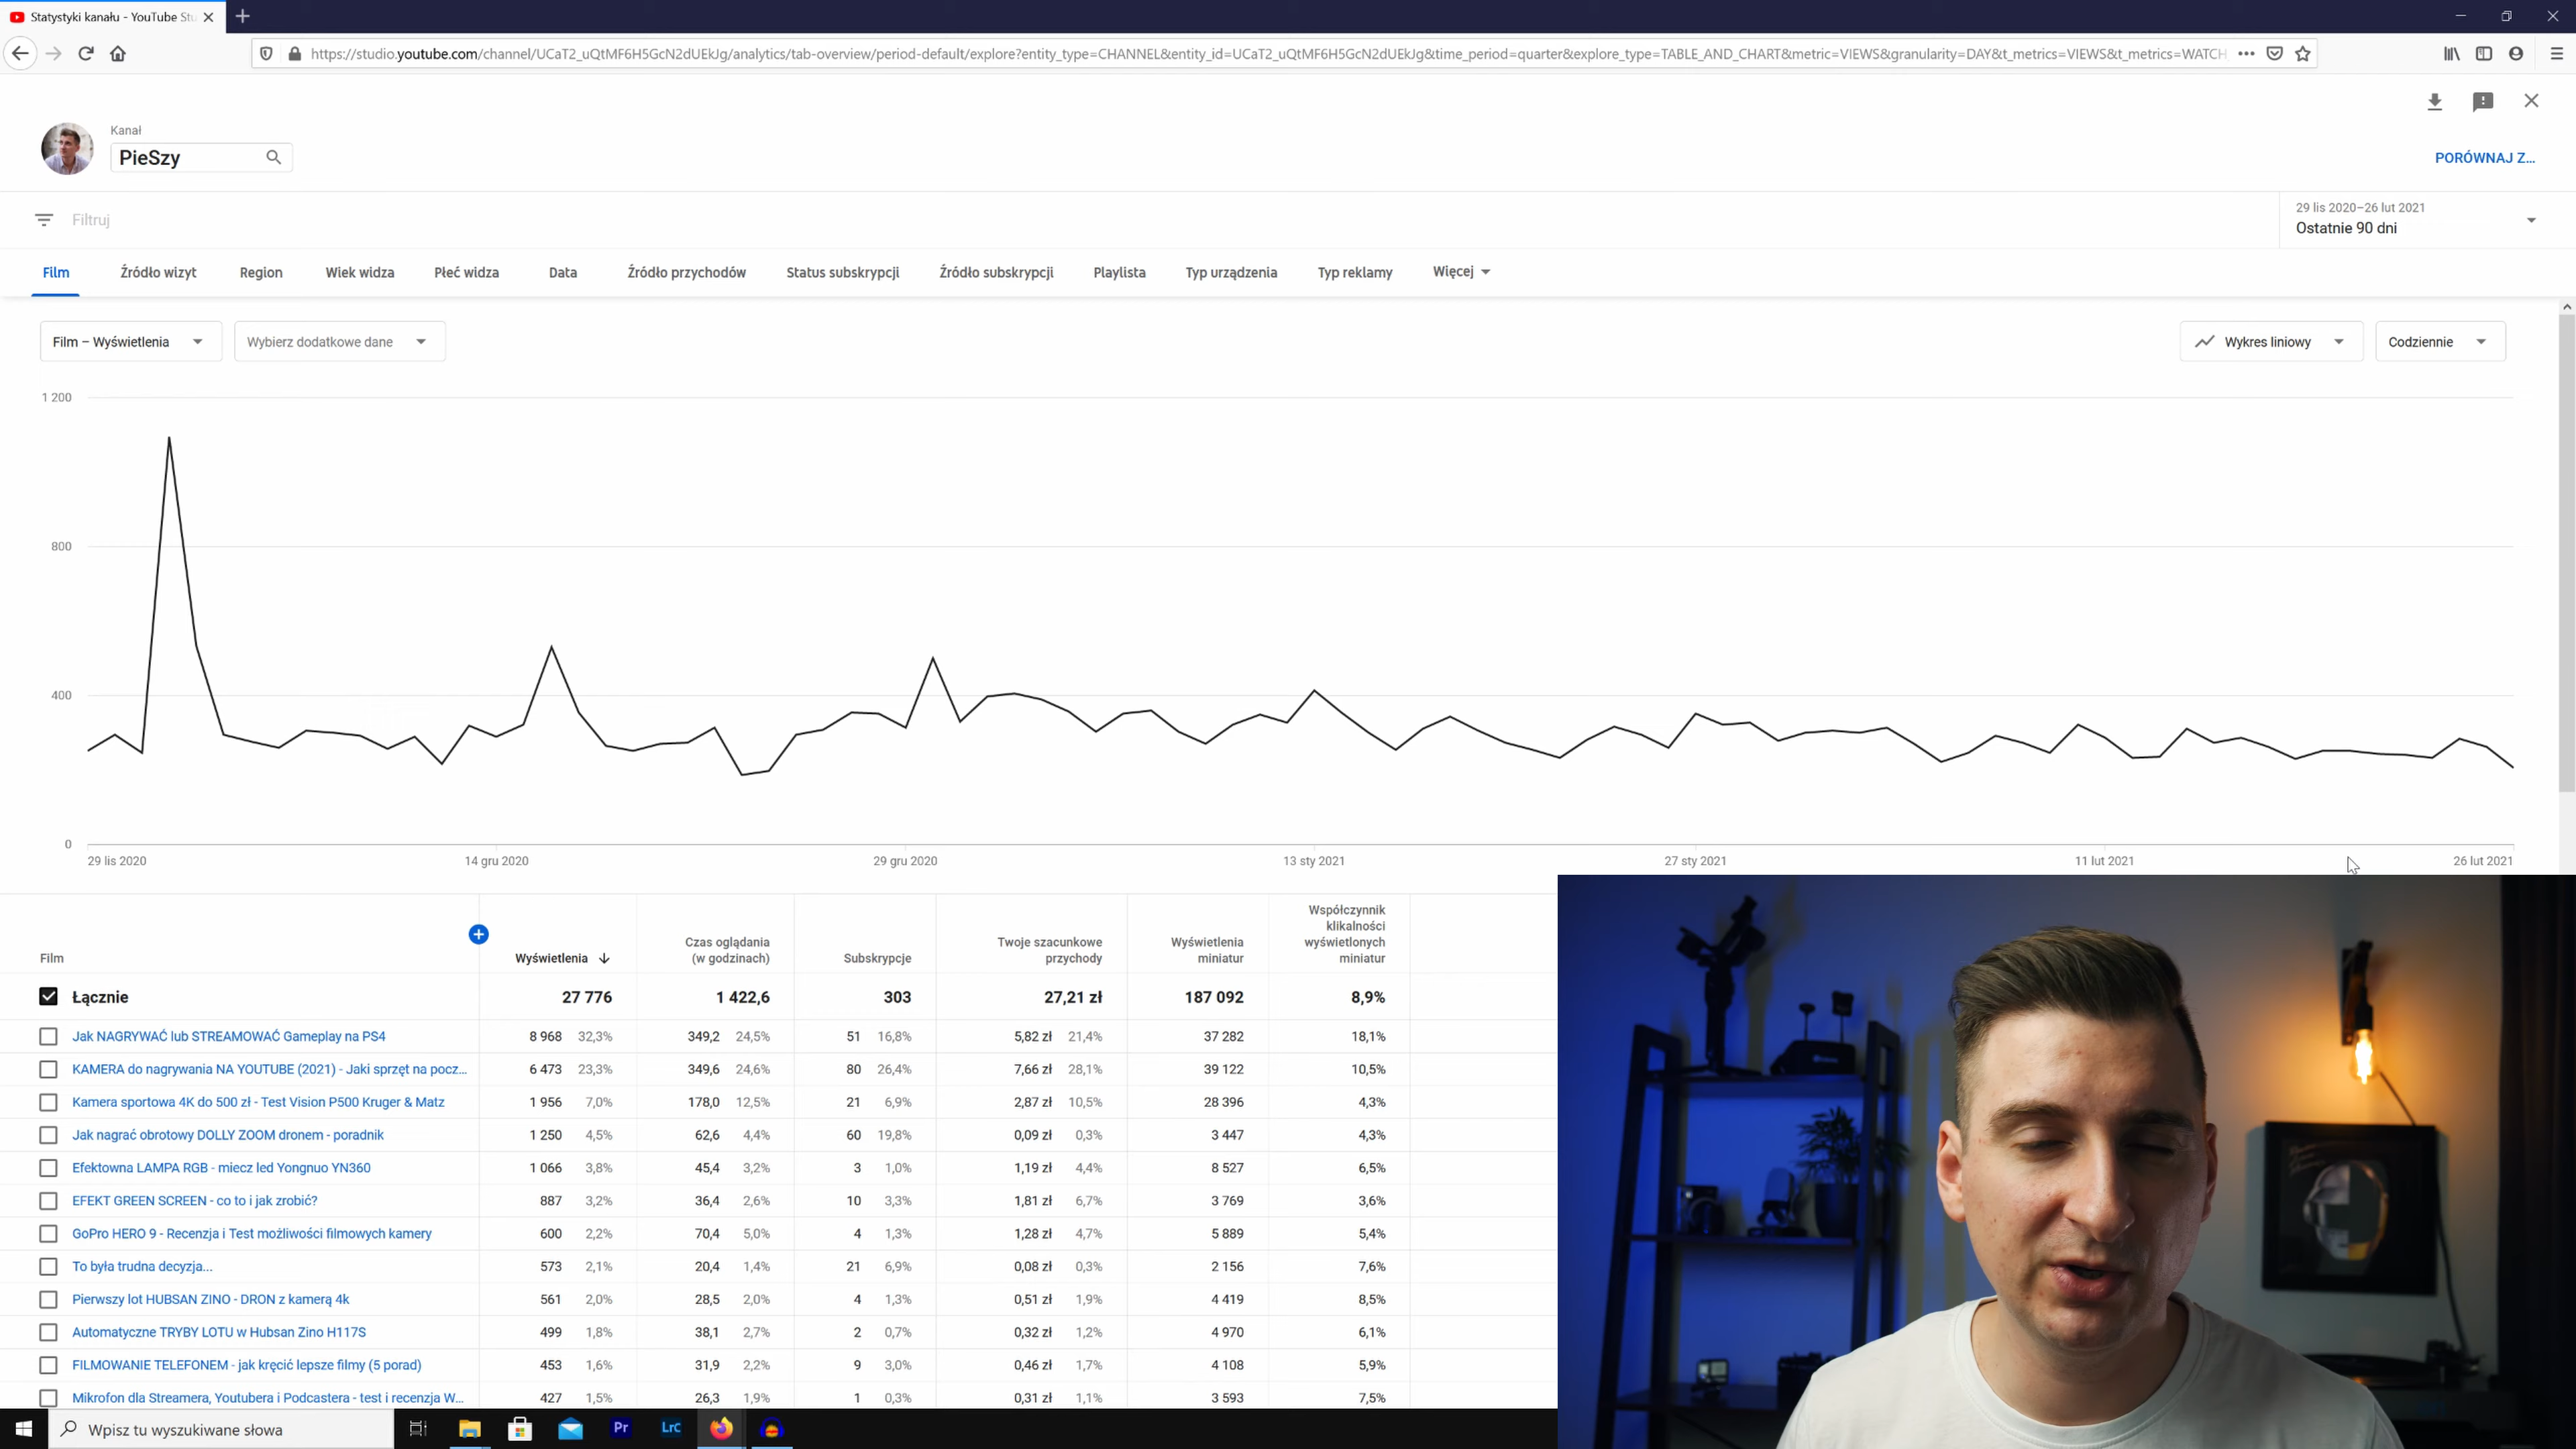 Statystyki kanału - YouTube Stu
https://studio.youtube.com/channel/UCaT2_uQtMF6H5GcN2dUEkJg/analytics/tab-overview/period-default/explore?entity_type=CHANNEL&entity_id=UCaT2_uQtMF6H5GcN2dUEkJg&time_period=quarter&explore_type=TABLE_AND_CHART&metric=VIEWS&granularity=DAY&t_metrics=VIEWS&t_metrics=WATCH
Kanał
PieSzy
PORÓWNAJ Z...
Filtruj
29 lis 2020–26 lut 2021
Ostatnie 90 dni
Film Źródło wizyt Region Wiek widza Płeć widza Data Źródło przychodów Status subskrypcji Źródło subskrypcji Playlista Typ urządzenia Typ reklamy Więcej
Film – Wyświetlenia Wybierz dodatkowe dane Wykres liniowy Codziennie
1 200
800
400
0
29 lis 2020 14 gru 2020 29 gru 2020 13 sty 2021 27 sty 2021 11 lut 2021 26 lut 2021
Film
Wyświetlenia
Czas oglądania
(w godzinach)
Subskrypcje
Twoje szacunkowe
przychody
Wyświetlenia
miniatur
Współczynnik
klikalności
wyświetlonych
miniatur
Łącznie 27 776 1 422,6 303 27,21 zł 187 092 8,9%
Jak NAGRYWAĆ lub STREAMOWAĆ Gameplay na PS4 8 968 32,3% 349,2 24,5% 51 16,8% 5,82 zł 21,4% 37 282 18,1%
KAMERA do nagrywania NA YOUTUBE (2021) - Jaki sprzęt na pocz... 6 473 23,3% 349,6 24,6% 80 26,4% 7,66 zł 28,1% 39 122 10,5%
Kamera sportowa 4K do 500 zł - Test Vision P500 Kruger & Matz 1 956 7,0% 178,0 12,5% 21 6,9% 2,87 zł 10,5% 28 396 4,3%
Jak nagrać obrotowy DOLLY ZOOM dronem - poradnik 1 250 4,5% 62,6 4,4% 60 19,8% 0,09 zł 0,3% 3 447 4,3%
Efektowna LAMPA RGB - miecz led Yongnuo YN360 1 066 3,8% 45,4 3,2% 3 1,0% 1,19 zł 4,4% 8 527 6,5%
EFEKT GREEN SCREEN - co to i jak zrobić? 887 3,2% 36,4 2,6% 10 3,3% 1,81 zł 6,7% 3 769 3,6%
GoPro HERO 9 - Recenzja i Test możliwości filmowych kamery 600 2,2% 70,4 5,0% 4 1,3% 1,28 zł 4,7% 5 889 5,4%
To była trudna decyzja... 573 2,1% 20,4 1,4% 21 6,9% 0,08 zł 0,3% 2 156 7,6%
Pierwszy lot HUBSAN ZINO - DRON z kamerą 4k 561 2,0% 28,5 2,0% 4 1,3% 0,51 zł 1,9% 4 419 8,5%
Automatyczne TRYBY LOTU w Hubsan Zino H117S 499 1,8% 38,1 2,7% 2 0,7% 0,32 zł 1,2% 4 970 6,1%
FILMOWANIE TELEFONEM - jak kręcić lepsze filmy (5 porad) 453 1,6% 31,9 2,2% 9 3,0% 0,46 zł 1,7% 4 108 5,9%
Mikrofon dla Streamera, Youtubera i Podcastera - test i recenzja W... 427 1,5% 26,3 1,9% 1 0,3% 0,31 zł 1,1% 3 593 7,5%
Wpisz tu wyszukiwane słowa Pr Lrc